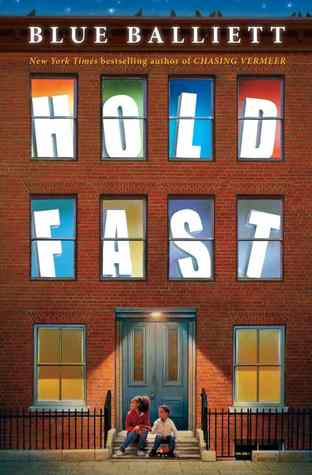 BLUE BALLIETT
New York Times bestselling author of CHASING VERMEER
HOLD
FAST